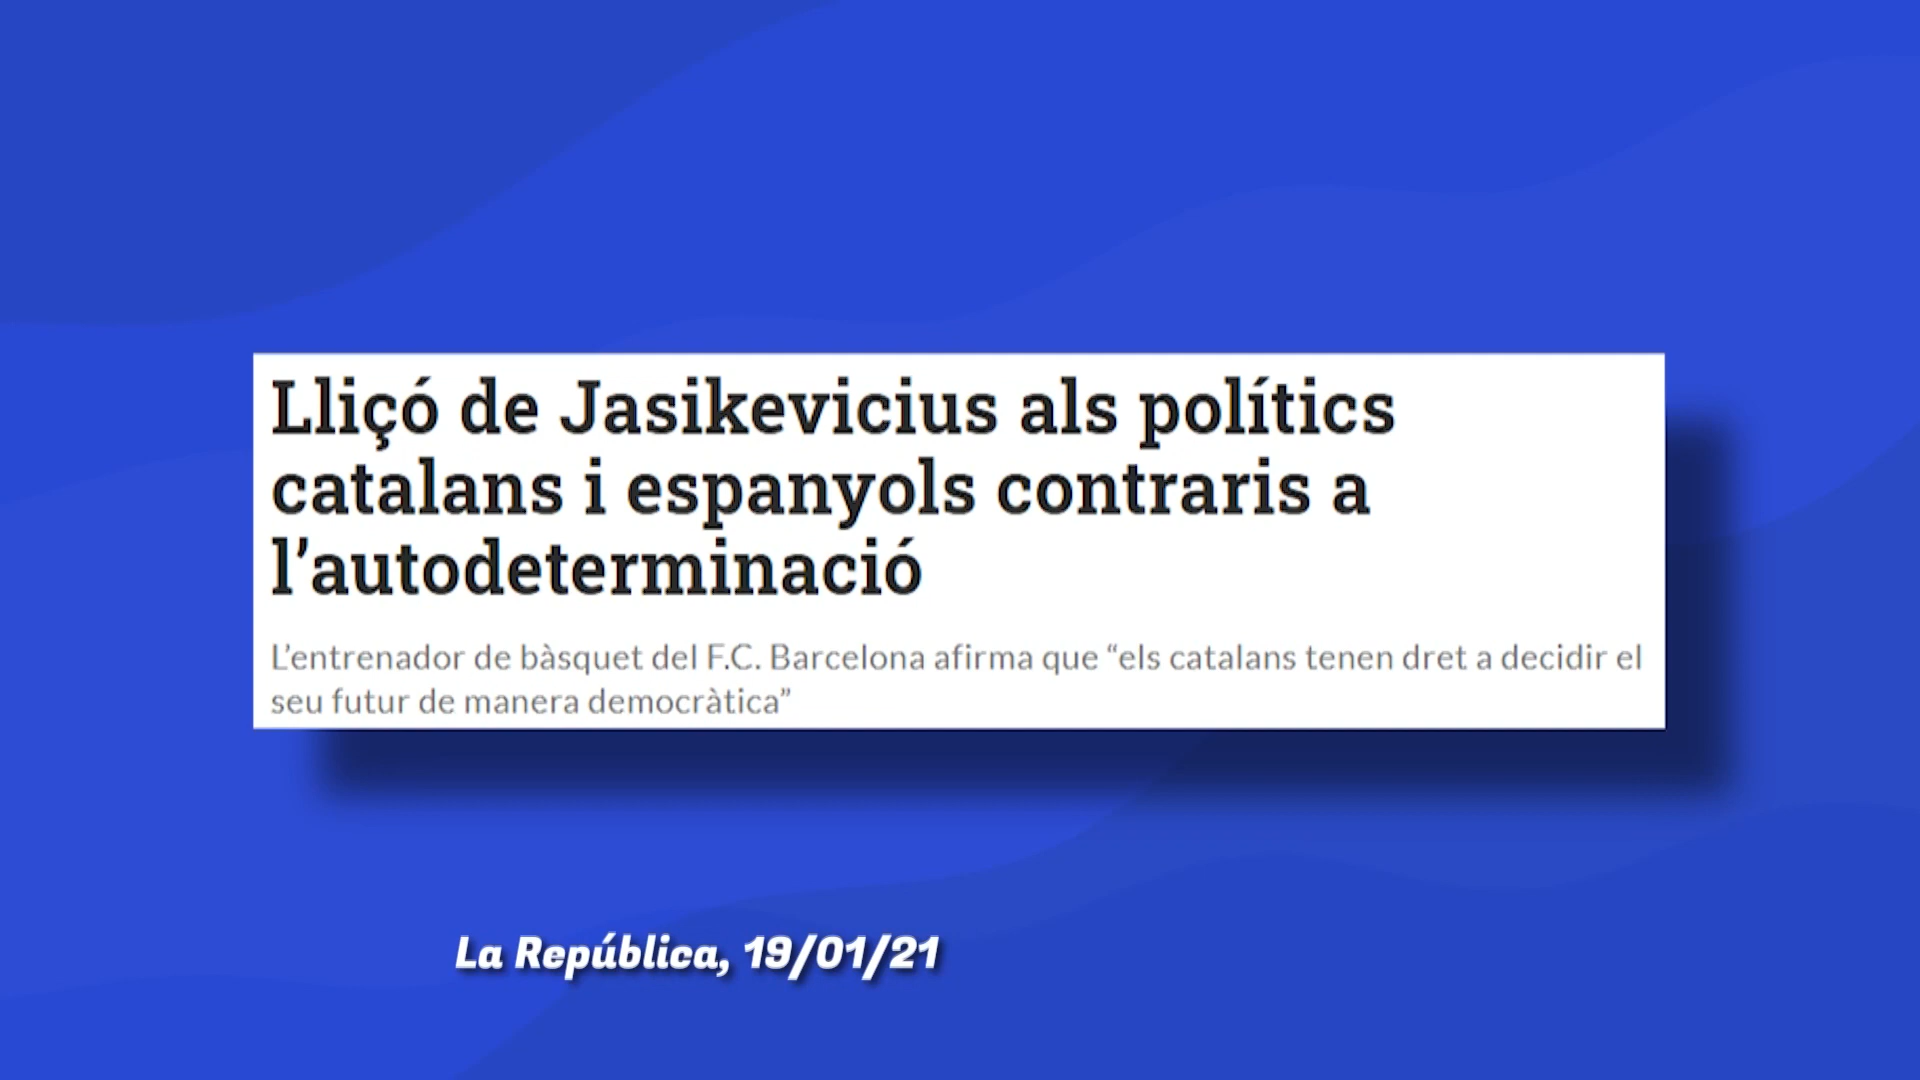 Lliçó de Jasikevicius als polítics
catalans i espanyols contraris a
l’autodeterminació
L’entrenador de bàsquet del F.C. Barcelona afirma que “els catalans tenen dret a decidir el
seu futur de manera democràtica”
La República, 19/01/21